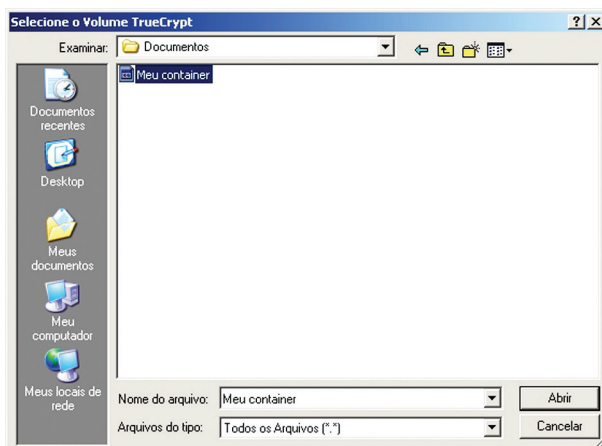 Selecione o Volume TrueCrypt
Examinar: Documentos
Meu container
Documentos
recentes
Desktop
Meus
documentos
Meu
computador
Meus locais de
rede
Nome do arquivo: Meu container Abrir
Arquivos do tipo: Todos os Arquivos (*.*) Cancelar